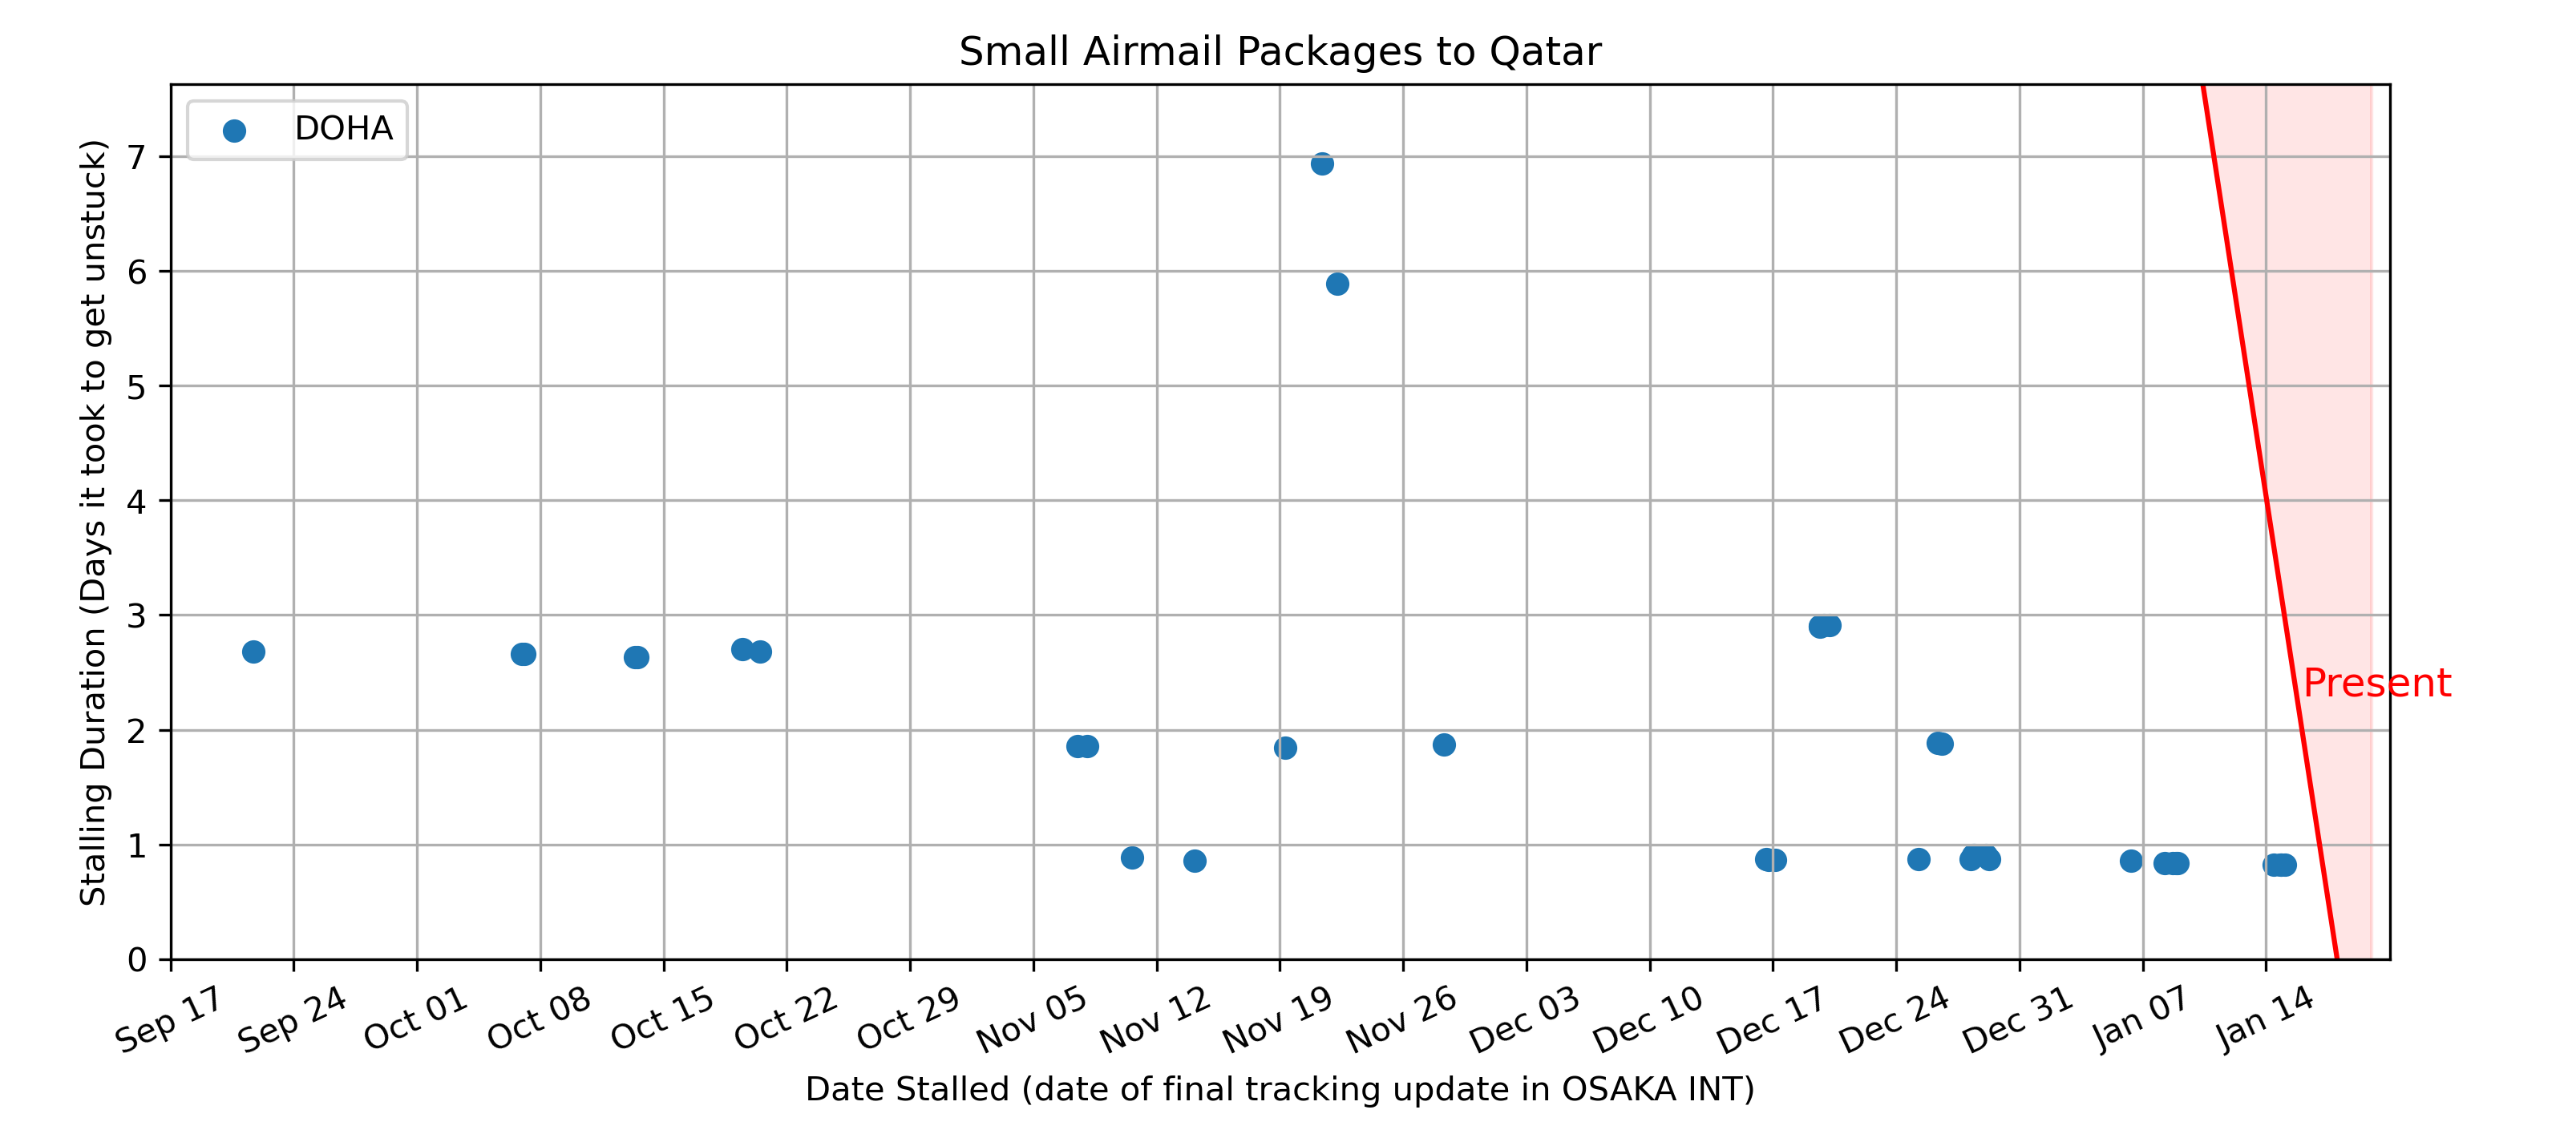 Small Airmail Packages to Qatar
DOHA
Stalling Duration (Days it took to get unstuck)
7
6
5
4
3
2
1
0
Present
Sep 17 Sep 24 Oct 01 Oct 08 Oct 15 Oct 22 Oct 29 Nov 05 Nov 12 Nov 19 Nov 26 Dec 03 Dec 10 Dec 17 Dec 24 Dec 31 Jan 07 Jan 14
Date Stalled (date of final tracking update in OSAKA INT)